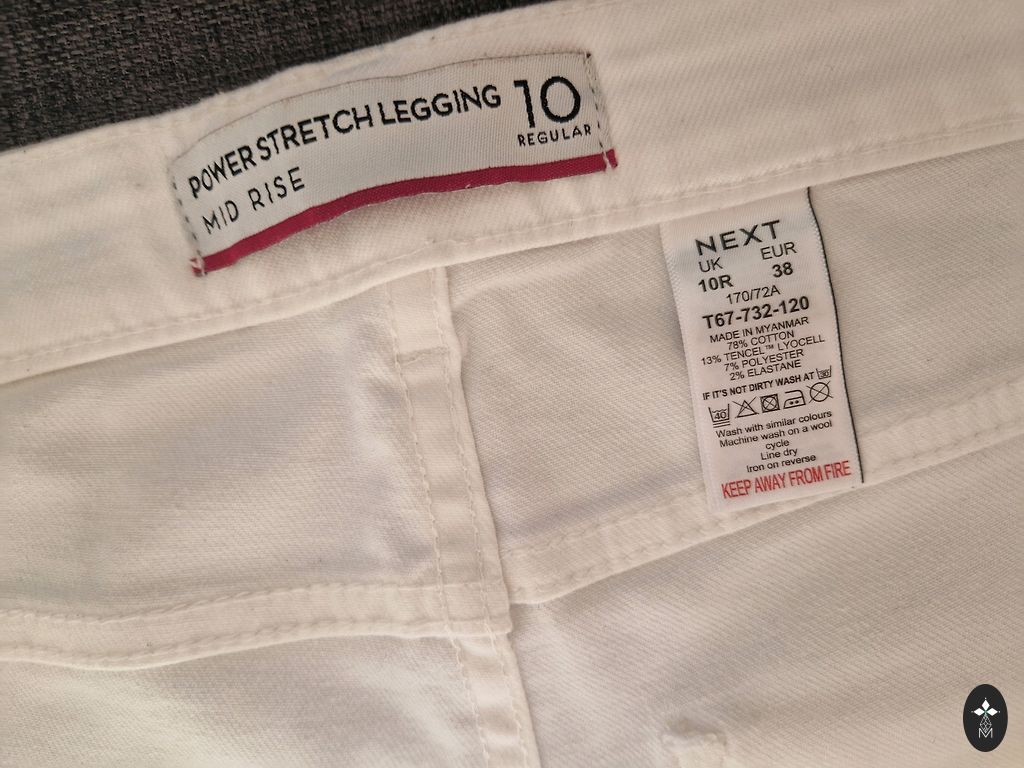 POWER STRETCH LEGGING 10
MID RISE REGULAR
NEXT
UK EUR
10R 38
170/72A
T67-732-120
MADE IN MYANMAR
78% COTTON
13% TENCEL™ LYOCELL
7% POLYESTER
2% ELASTANE
IF IT'S NOT DIRTY WASH AT 30
40
Wash with similar colours
Machine wash on a wool
cycle
Line dry
Iron on reverse
KEEP AWAY FROM FIRE
M